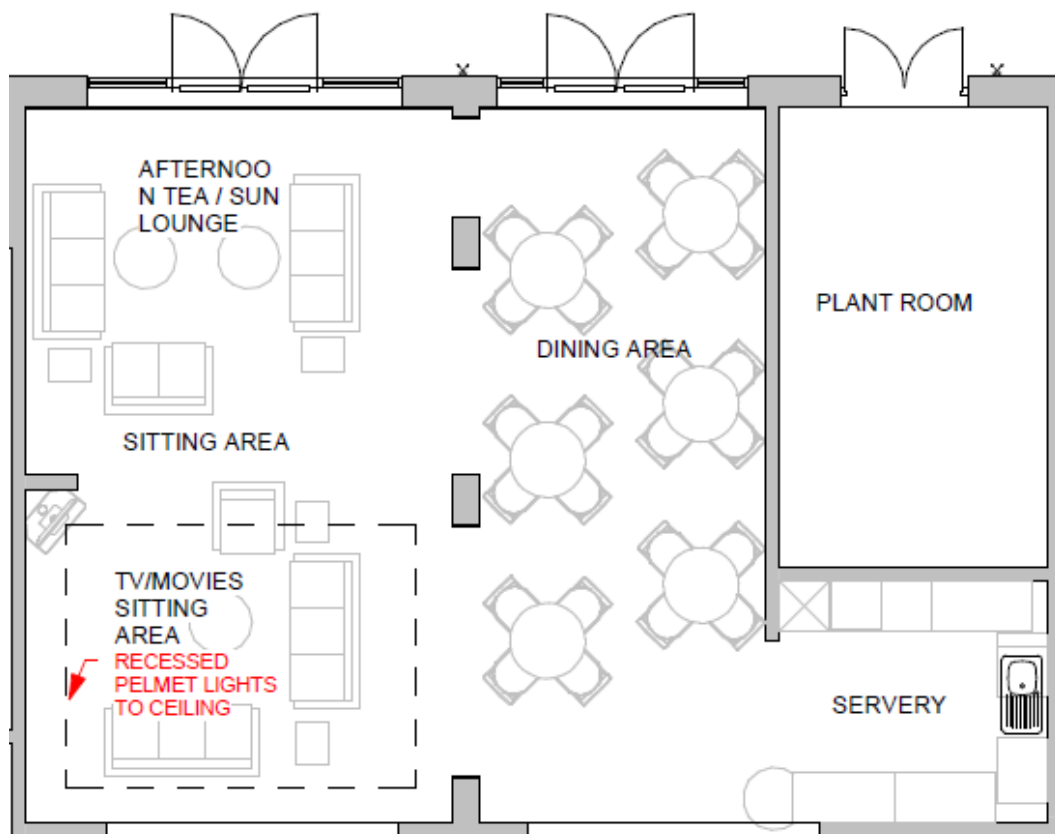 AFTERNOO
N TEA / SUN
LOUNGE
PLANT ROOM
DINING AREA
SITTING AREA
TV/MOVIES
SITTING
AREA
RECESSED
PELMET LIGHTS
TO CEILING
SERVERY